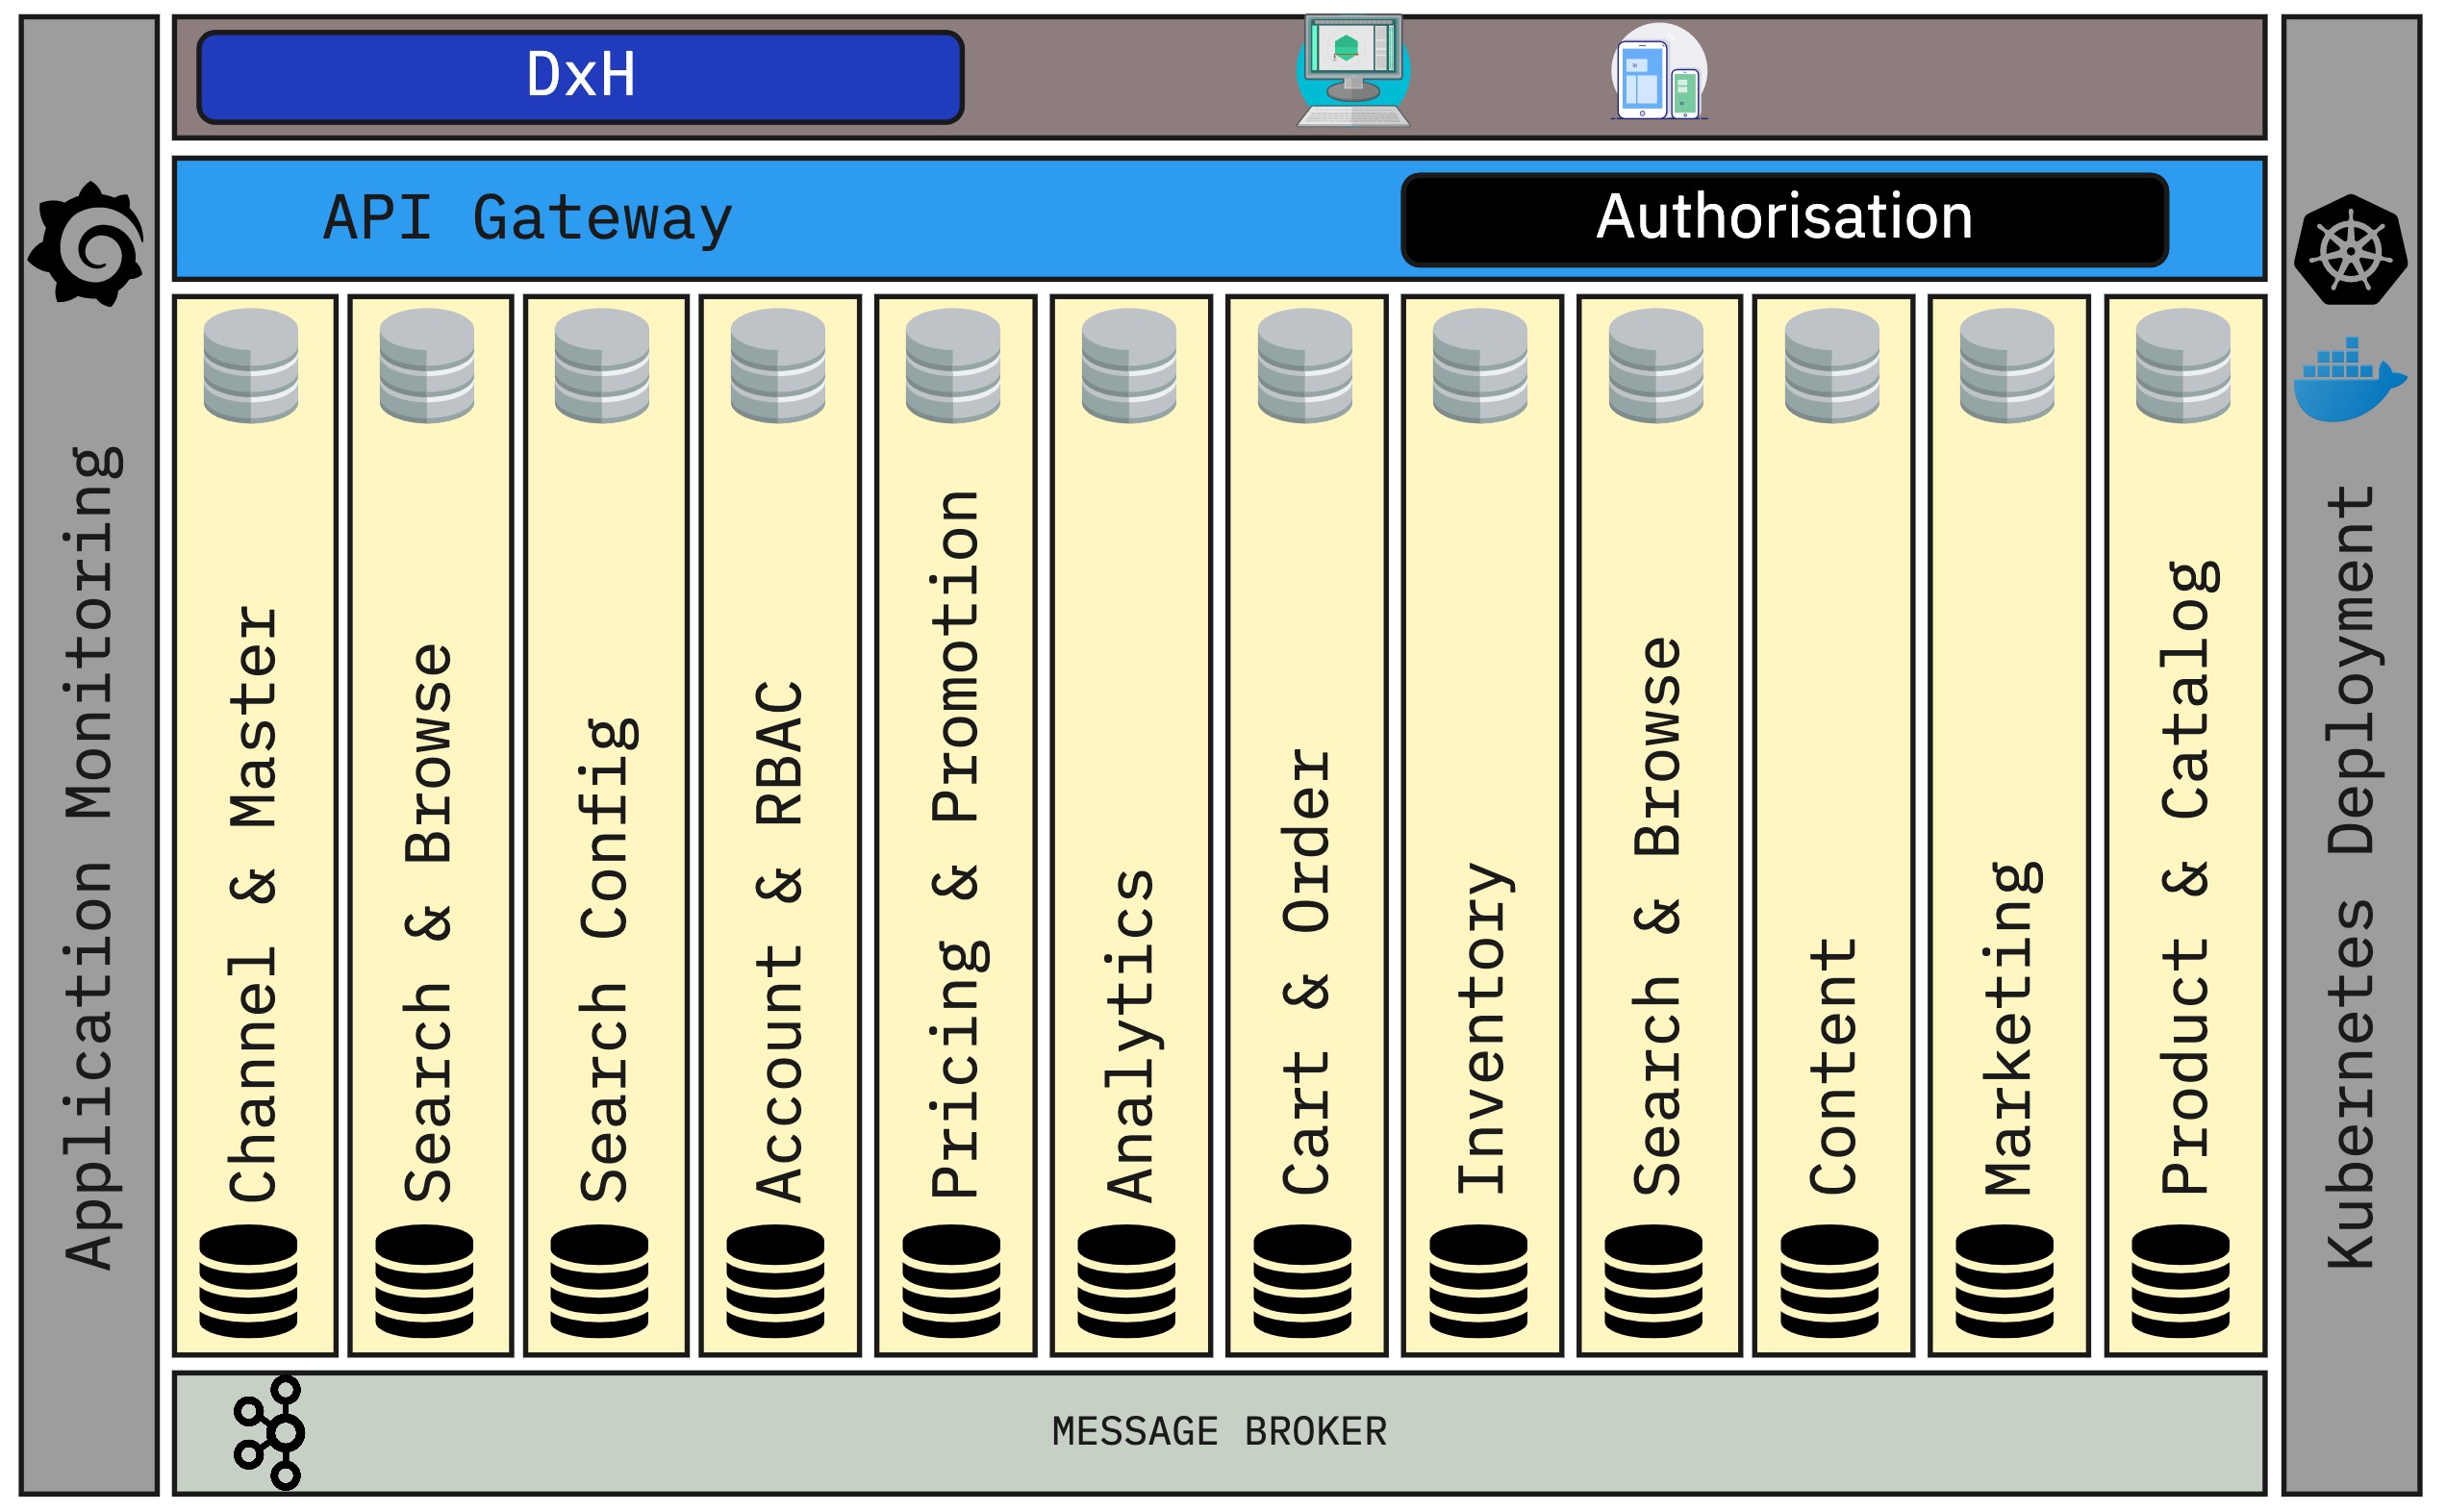 DxH
API Gateway
Authorisation
Application Monitoring
Channel & Master
Search & Browse
Search Config
Account & RBAC
Pricing & Promotion
Analytics
Cart & Order
Inventory
Search & Browse
Content
Marketing
Product & Catalog
Kubernetes Deployment
MESSAGE BROKER